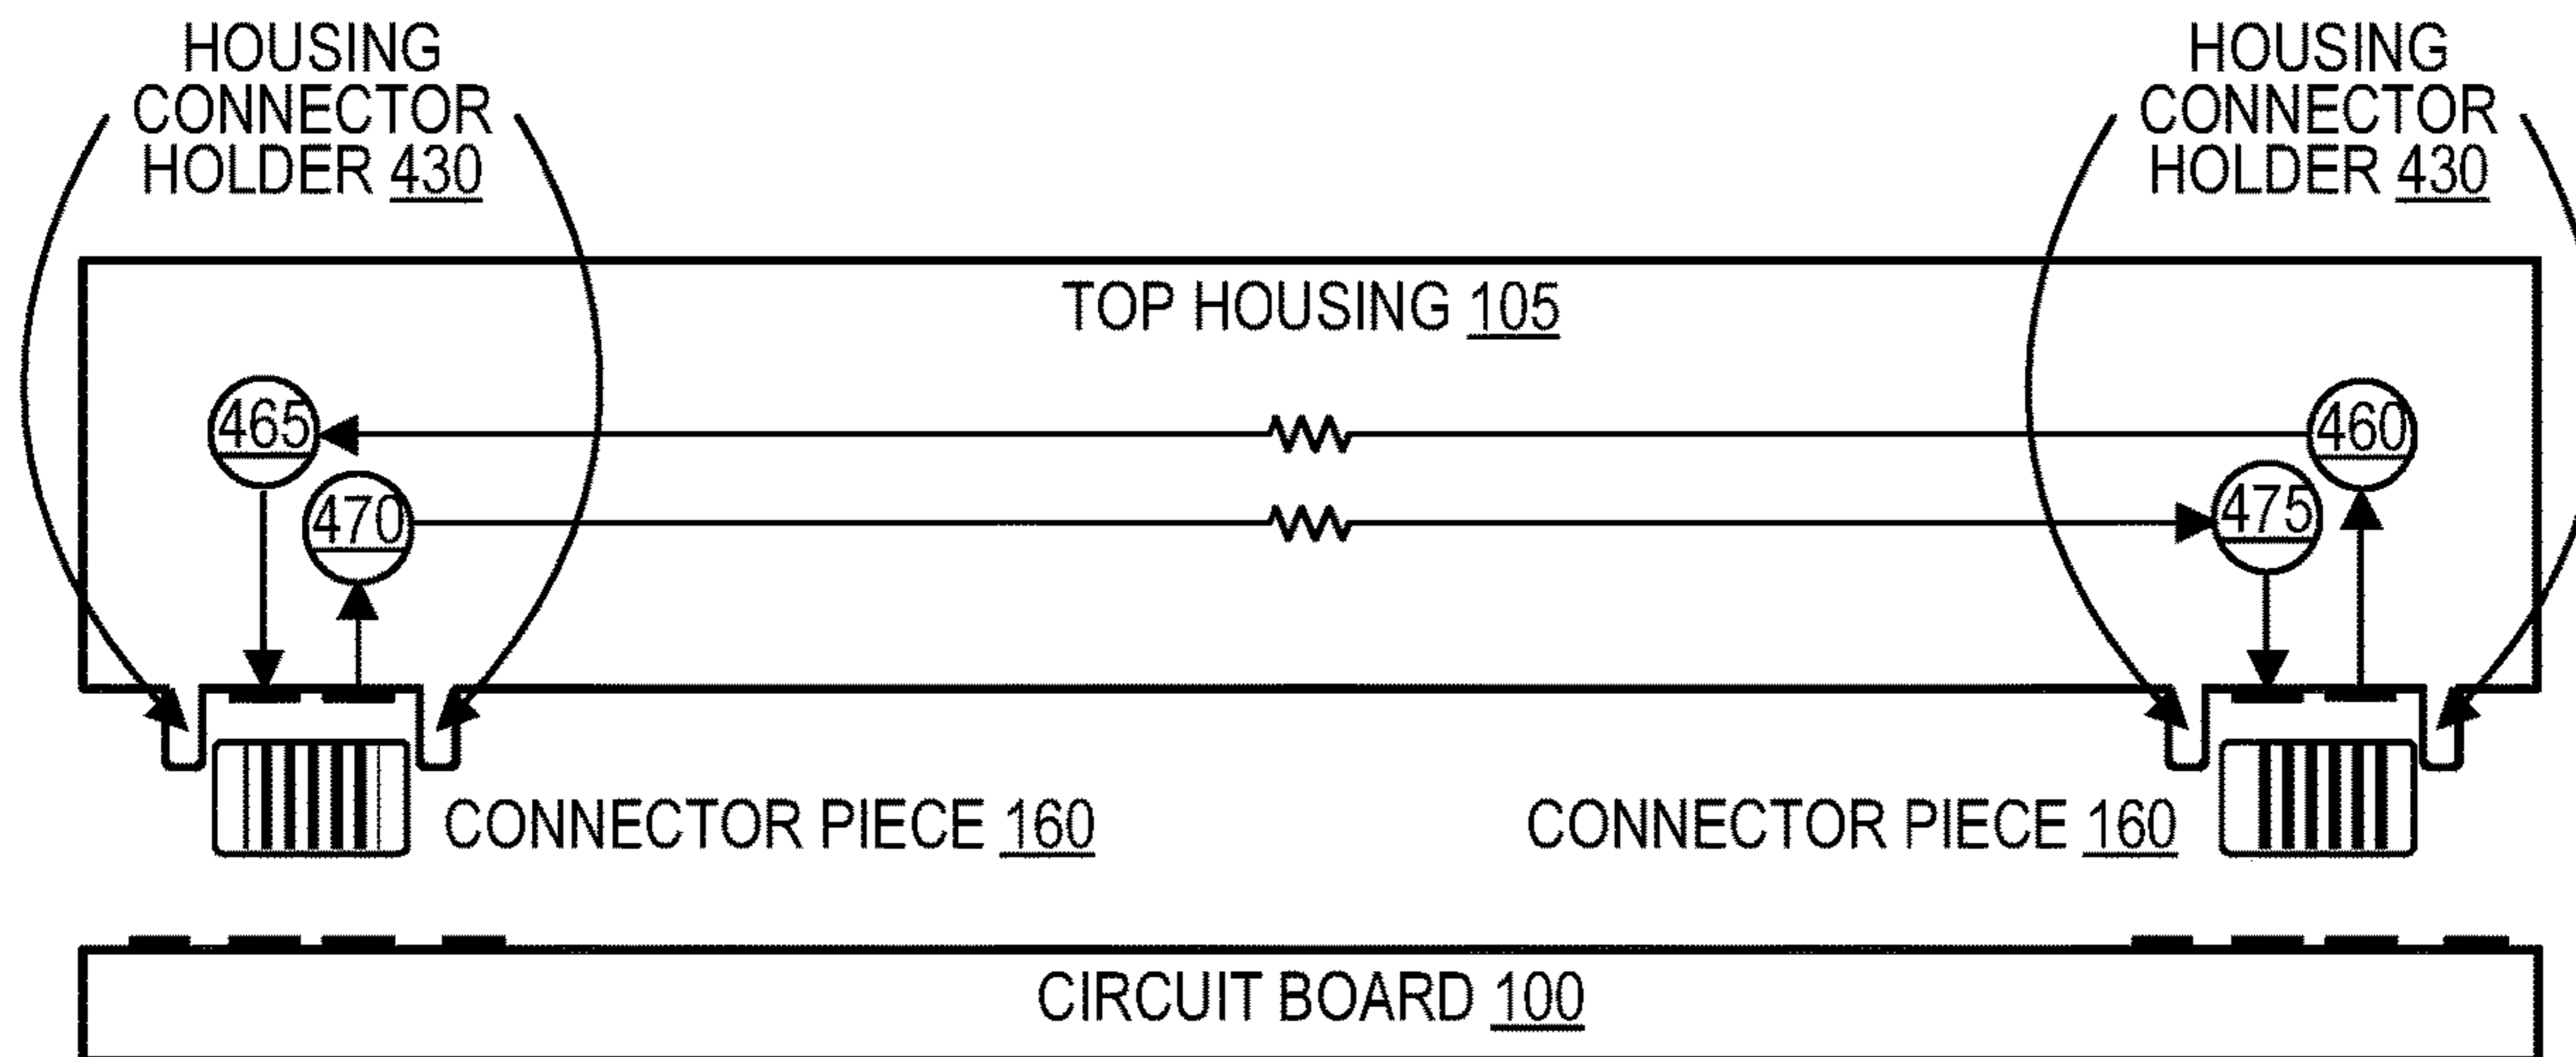 HOUSING
CONNECTOR
HOLDER 430
HOUSING
CONNECTOR
HOLDER 430
TOP HOUSING 105
465
460
470
475
CONNECTOR PIECE 160
CONNECTOR PIECE 160
CIRCUIT BOARD 100